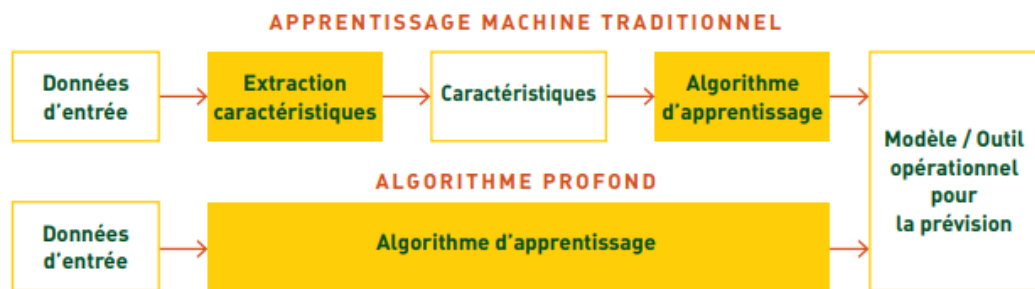 APPRENTISSAGE MACHINE TRADITIONNEL
Données
d'entrée
Extraction
caractéristiques
Caractéristiques
Algorithme
d'apprentissage
Modèle / Outil
opérationnel
pour
la prévision
ALGORITHME PROFOND
Données
d'entrée
Algorithme d'apprentissage